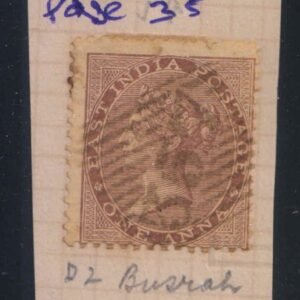 Page 35
EAST INDIA POSTAGE
ONE ANNA
D2 Busrah